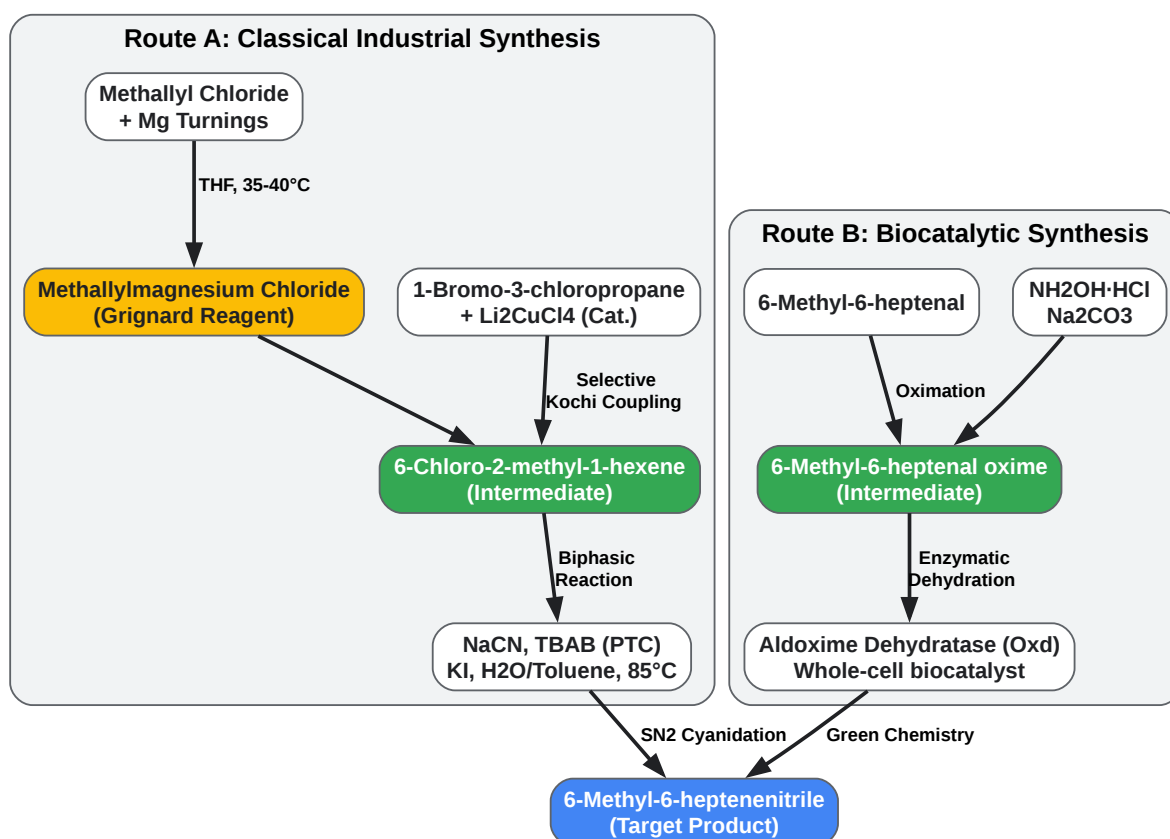 Route A: Classical Industrial Synthesis
Methallyl Chloride
+ Mg Turnings
THF, 35-40°C
Methallylmagnesium Chloride
(Grignard Reagent)
1-Bromo-3-chloropropane
+ Li2CuCl4 (Cat.)
Selective
Kochi Coupling
6-Chloro-2-methyl-1-hexene
(Intermediate)
Biphasic
Reaction
NaCN, TBAB (PTC)
KI, H2O/Toluene, 85°C
Route B: Biocatalytic Synthesis
6-Methyl-6-heptenal
NH2OH·HCl
Na2CO3
Oximation
6-Methyl-6-heptenal oxime
(Intermediate)
Enzymatic
Dehydration
Aldoxime Dehydratase (Oxd)
Whole-cell biocatalyst
SN2 Cyanidation
Green Chemistry
6-Methyl-6-heptenenitrile
(Target Product)